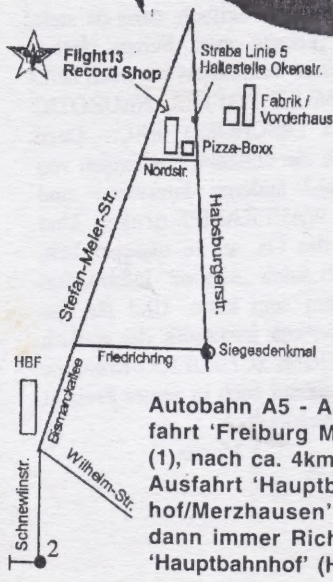 Flight13
Record Shop
Straba Linie 5
Haltestelle Okenstr.
Fabrik /
Vorderhaus
Pizza-Boxx
Nordstr.
Stefan-Meier-Str.
Habsburgerstr.
Friedrichring
Siegesdenkmal
HBF
Bismarckallee
Wilhelm-Str.
Schnewlinstr.
2
Autobahn A5 - A
fahrt 'Freiburg M
(1), nach ca. 4km
Ausfahrt 'Hauptb
hof/Merzhausen'
dann immer Rich
'Hauptbahnhof' (H